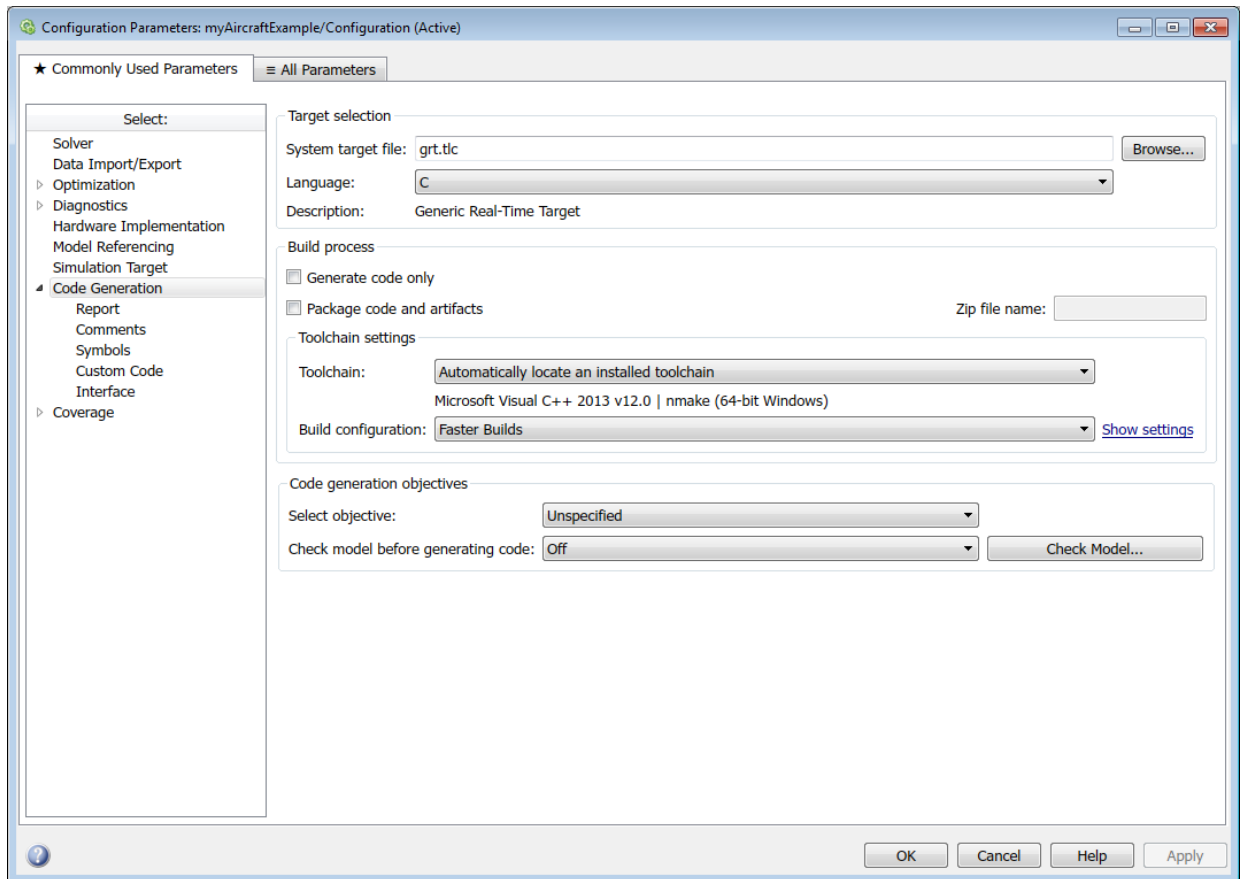 Configuration Parameters: myAircraftExample/Configuration (Active)
★ Commonly Used Parameters
≡ All Parameters
Select:
Solver
Data Import/Export
Optimization
Diagnostics
Hardware Implementation
Model Referencing
Simulation Target
Code Generation
Report
Comments
Symbols
Custom Code
Interface
Coverage
Target selection
System target file: grt.tlc Browse...
Language: C
Description: Generic Real-Time Target
Build process
Generate code only
Package code and artifacts Zip file name:
Toolchain settings
Toolchain: Automatically locate an installed toolchain
Microsoft Visual C++ 2013 v12.0 | nmake (64-bit Windows)
Build configuration: Faster Builds Show settings
Code generation objectives
Select objective: Unspecified
Check model before generating code: Off Check Model...
? OK Cancel Help Apply